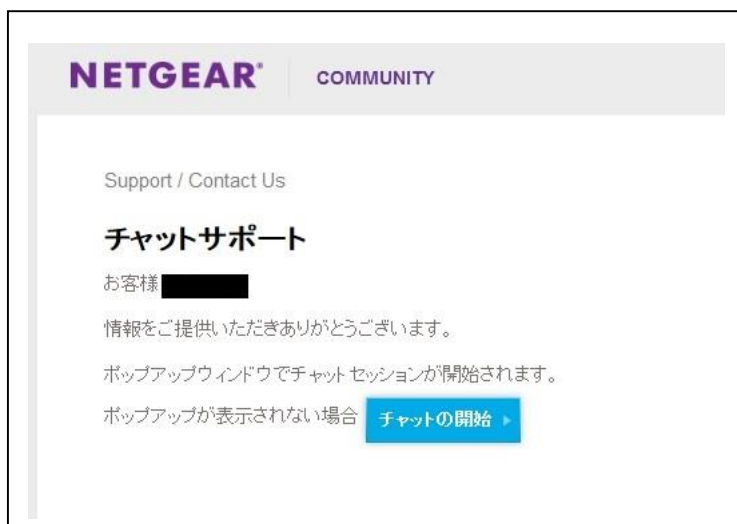 NETGEAR® COMMUNITY
Support / Contact Us
チャットサポート
お客様
情報をご提供いただきありがとうございます。
ポップアップウィンドウでチャットセッションが開始されます。
ポップアップが表示されない場合 チャットの開始